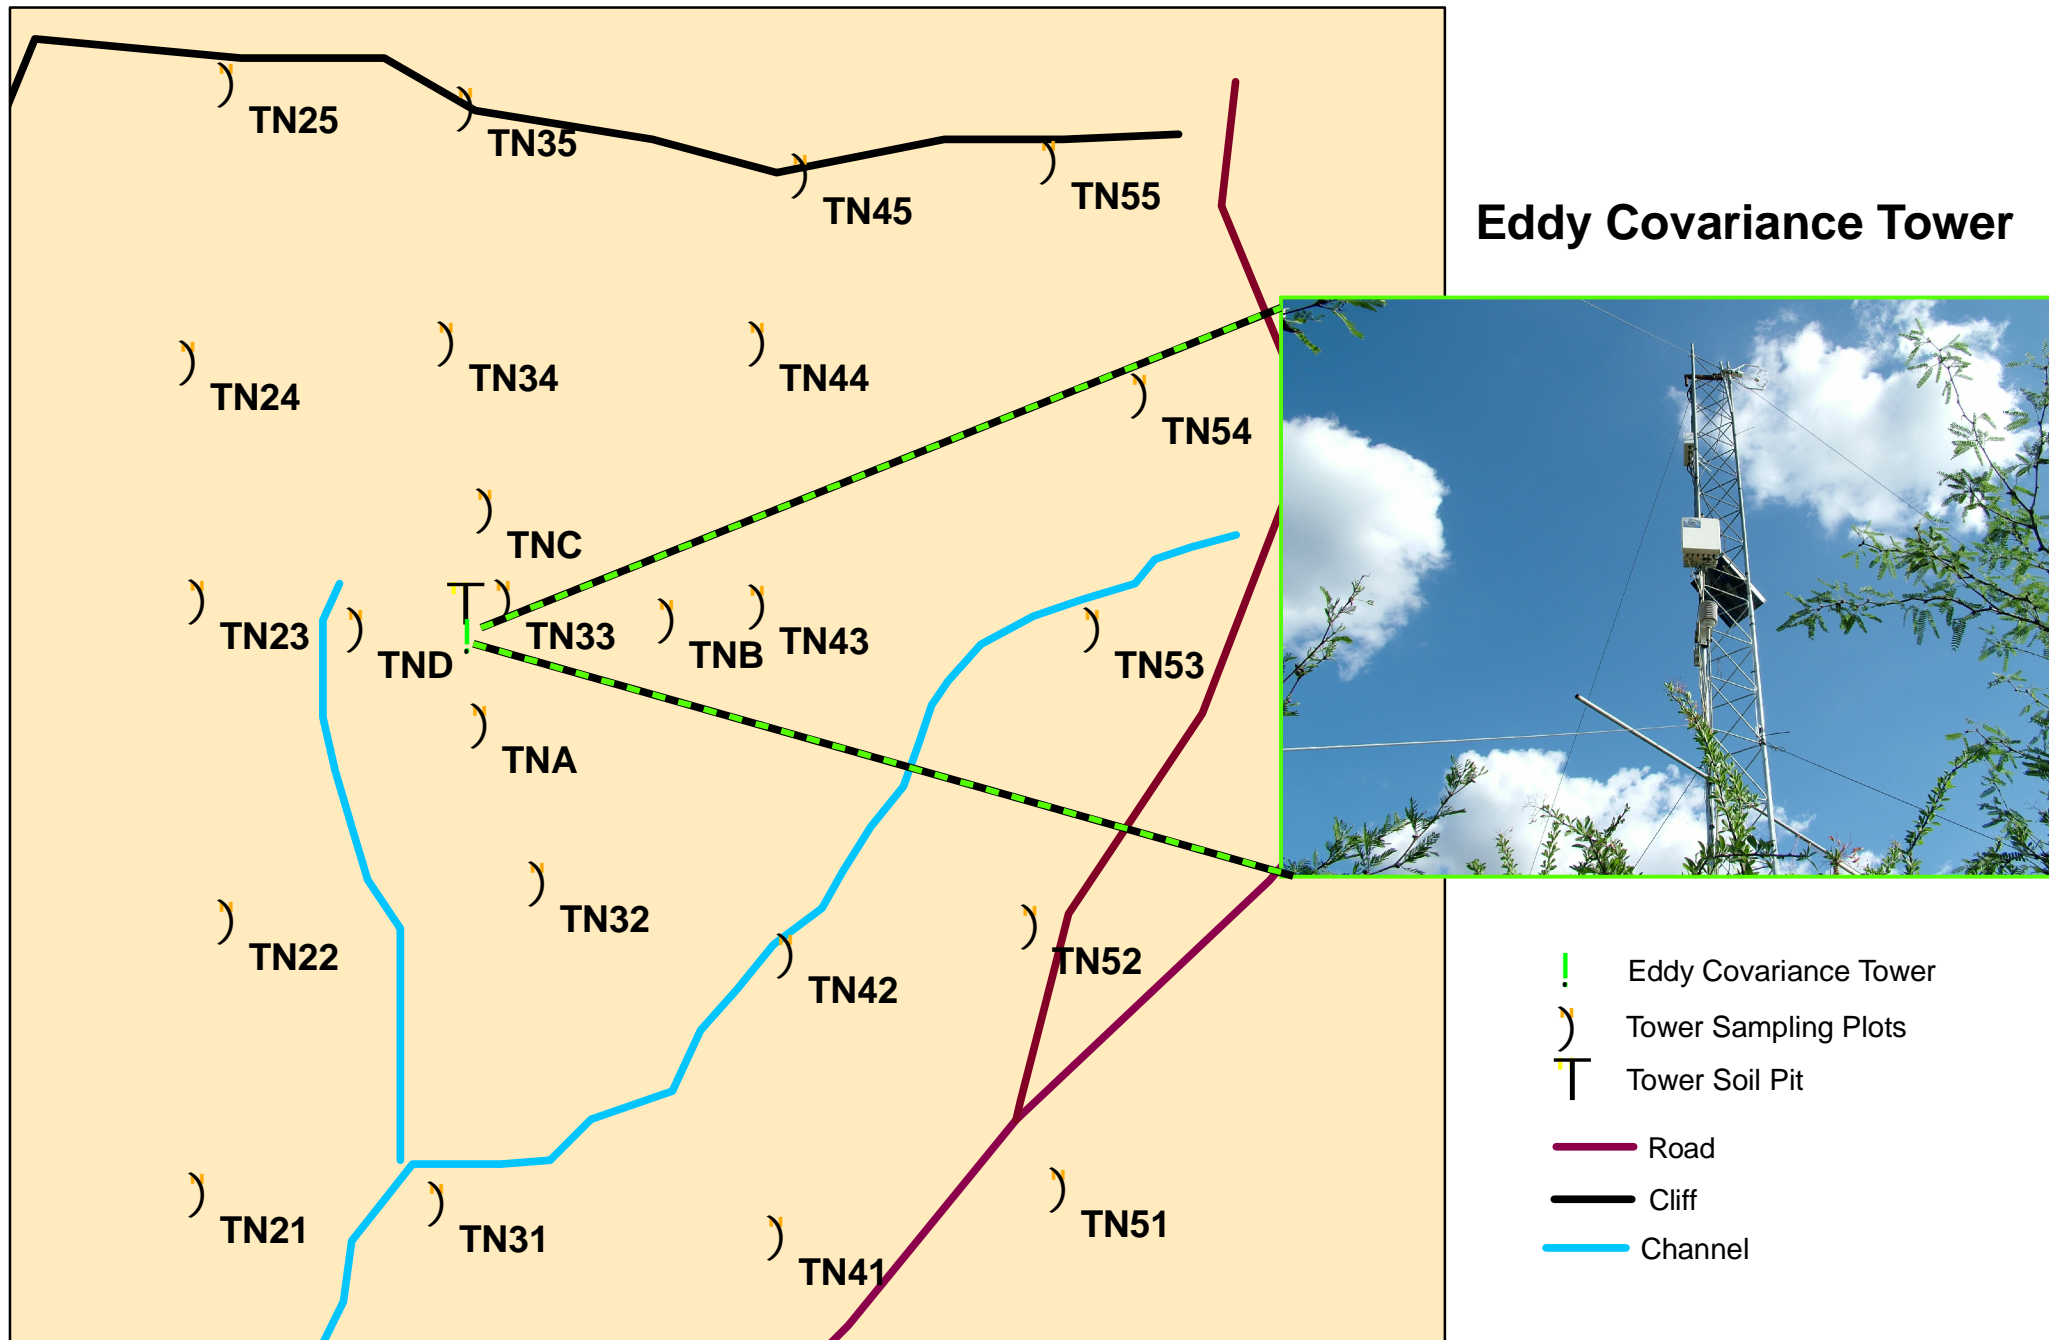 TN25
TN35
TN45
TN55
Eddy Covariance Tower
TN24
TN34
TN44
TN54
TNC
TN23
TND
TN33
TNB
TN43
TN53
TNA
TN22
TN32
TN42
TN52
TN21
TN31
TN41
TN51
Eddy Covariance Tower
Tower Sampling Plots
Tower Soil Pit
Road
Cliff
Channel